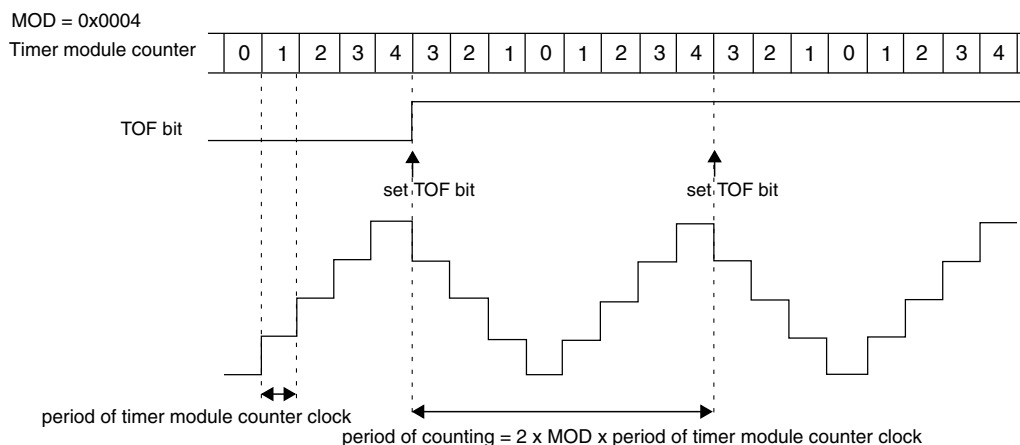 MOD = 0x0004
Timer module counter 0 1 2 3 4 3 2 1 0 1 2 3 4 3 2 1 0 1 2 3 4
TOF bit
set TOF bit set TOF bit
period of timer module counter clock
period of counting = 2 x MOD x period of timer module counter clock